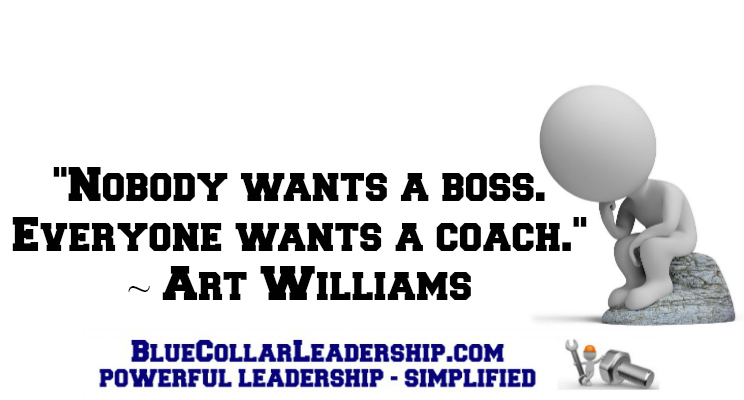 "Nobody wants a boss.
Everyone wants a coach."
~ Art Williams
BlueCollarLeadership.com
powerful leadership - simplified